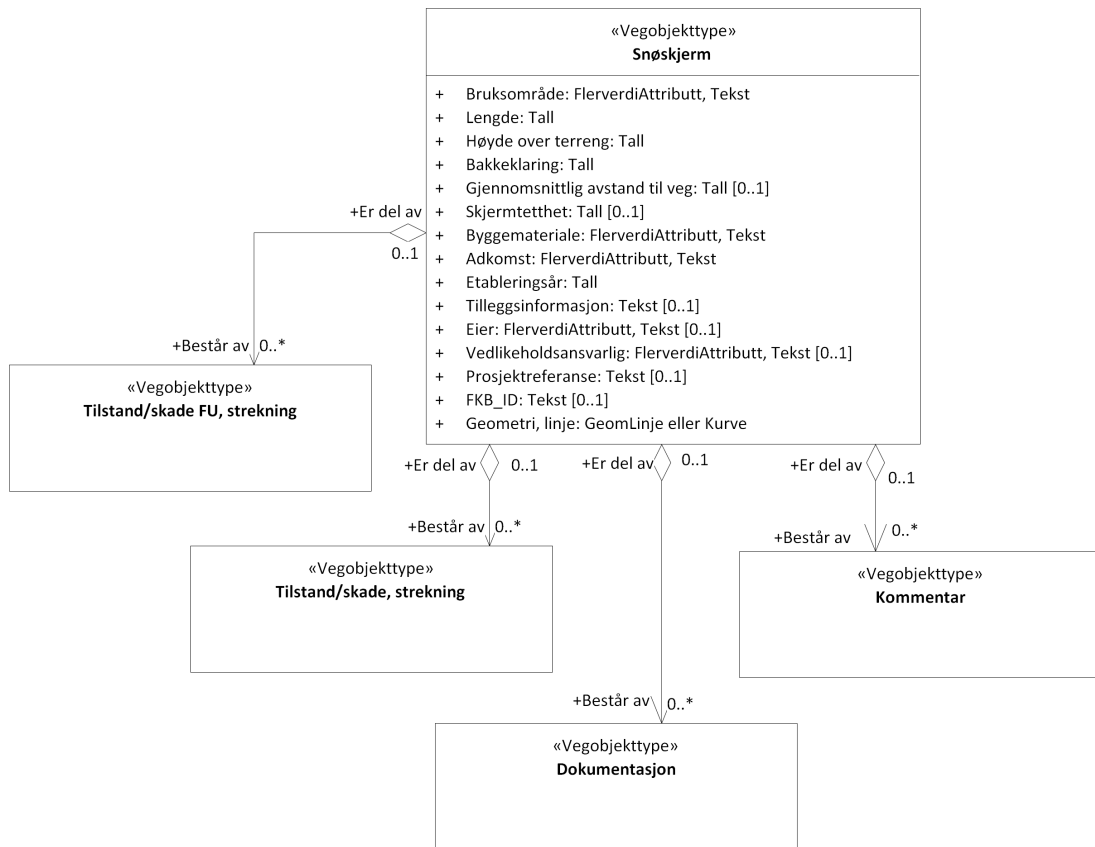 «Vegobjekttype»
Snøskjerm
+ Bruksområde: FlerverdiAttributt, Tekst
+ Lengde: Tall
+ Høyde over terreng: Tall
+ Bakkeklaring: Tall
+ Gjennomsnittlig avstand til veg: Tall [0..1]
+ Skjermtetthet: Tall [0..1]
+ Byggemateriale: FlerverdiAttributt, Tekst
+ Adkomst: FlerverdiAttributt, Tekst
+ Etableringsår: Tall
+ Tilleggsinformasjon: Tekst [0..1]
+ Eier: FlerverdiAttributt, Tekst [0..1]
+ Vedlikeholdsansvarlig: FlerverdiAttributt, Tekst [0..1]
+ Prosjektreferanse: Tekst [0..1]
+ FKB_ID: Tekst [0..1]
+ Geometri, linje: GeomLinje eller Kurve
+Er del av
0..1
+Består av 0..*
«Vegobjekttype»
Tilstand/skade FU, strekning
+Er del av 0..1
+Består av 0..*
«Vegobjekttype»
Tilstand/skade, strekning
+Er del av 0..1
+Består av 0..*
«Vegobjekttype»
Dokumentasjon
+Er del av 0..1
+Består av 0..*
«Vegobjekttype»
Kommentar